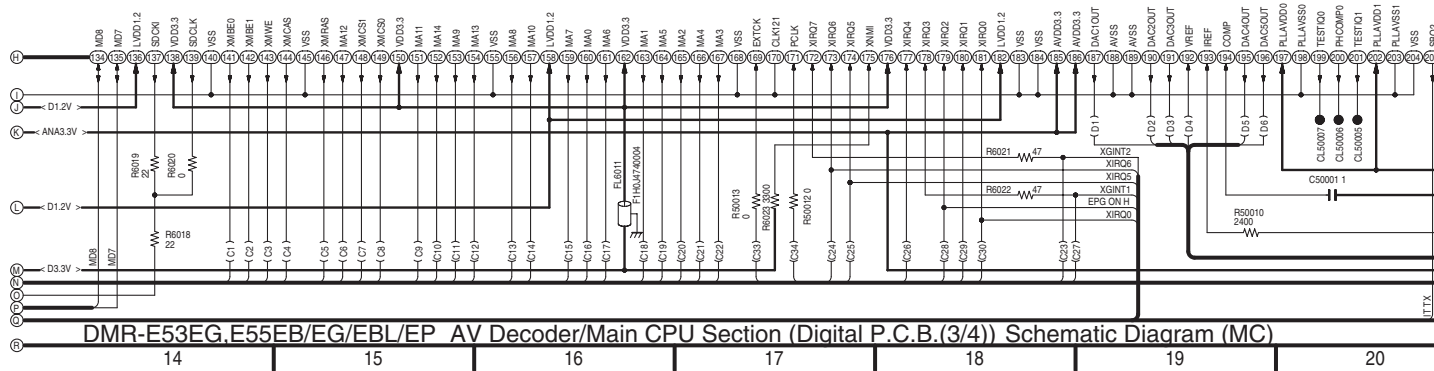 MD8 MD7 LVDD1.2 SDCKI VDD3.3 SDCLK VSS XMBE0 XMBE1 XMWE XMCAS VSS XMRAS MA12 XMCS1 XMCS0 VDD3.3 MA11 MA14 MA9 MA13 VSS MA8 MA10 LVDD1.2 MA7 MA0 MA6 VDD3.3 MA1 MA5 MA2 MA4 MA3 VSS EXTCK CLK121 PCLK XIRQ7 XIRQ6 XIRQ5 XNMI VDD3.3 XIRQ4 XIRQ3 XIRQ2 XIRQ1 XIRQ0 LVDD1.2 VSS VSS AVDD3.3 AVDD3.3 DAC1OUT AVSS AVSS DAC2OUT DAC3OUT VREF IREF COMP DAC4OUT DAC5OUT PLLAVDD0 PLLAVSS0 TESTIQ0 PHCOMP0 TESTIQ1 PLLAVDD1 PLLAVSS1 VSS
H 134 135 136 137 138 139 140 141 142 143 144 145 146 147 148 149 150 151 152 153 154 155 156 157 158 159 160 161 162 163 164 165 166 167 168 169 170 171 172 173 174 175 176 177 178 179 180 181 182 183 184 185 186 187 188 189 190 191 192 193 194 195 196 197 198 199 200 201 202 203 204
I
J < D1.2V >
K < ANA3.3V >
D1 D2 D3 D4 D5 D6
CL50007 CL50006 CL50005
R6019 22
R6020 0
R6021 47 XGINT2
XIRQ6
XIRQ5
FL6011 F1H0J4740004
R50013 0
R6023 3300
R50012 0
R6022 47 XGINT1
EPG ON H
XIRQ0
C50001 1
R50010 2400
L < D1.2V >
R6018 22
MD8 MD7
C1 C2 C3 C4 C5 C6 C7 C8 C9 C10 C11 C12 C13 C14 C15 C16 C17 C18 C19 C20 C21 C22 C33 C34 C24 C25 C26 C28 C29 C30 C23 C27
M < D3.3V >
N
O
P
ITTX
Q
DMR-E53EG,E55EB/EG/EBL/EP AV Decoder/Main CPU Section (Digital P.C.B.(3/4)) Schematic Diagram (MC)
R
14 15 16 17 18 19 20